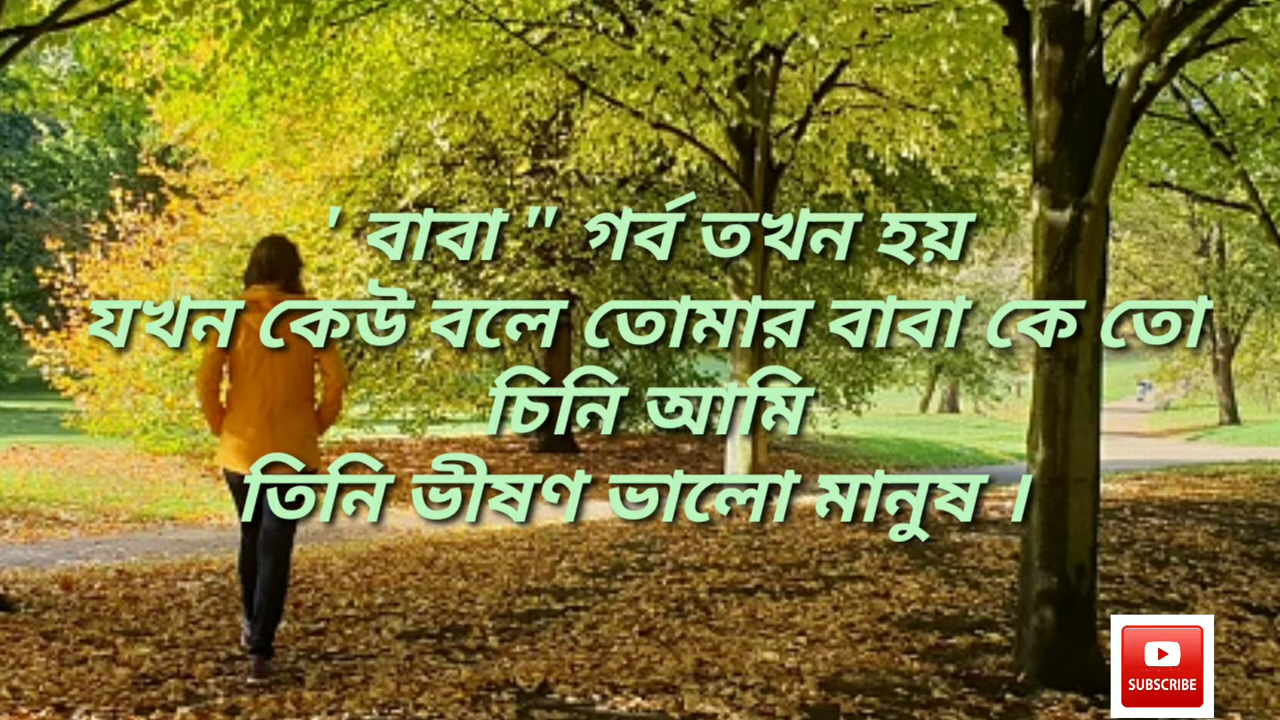 ' বাবা " গর্ব তখন হয়
যখন কেউ বলে তোমার বাবা কে তো
চিনি আমি
তিনি ভীষণ ভালো মানুষ ।
SUBSCRIBE